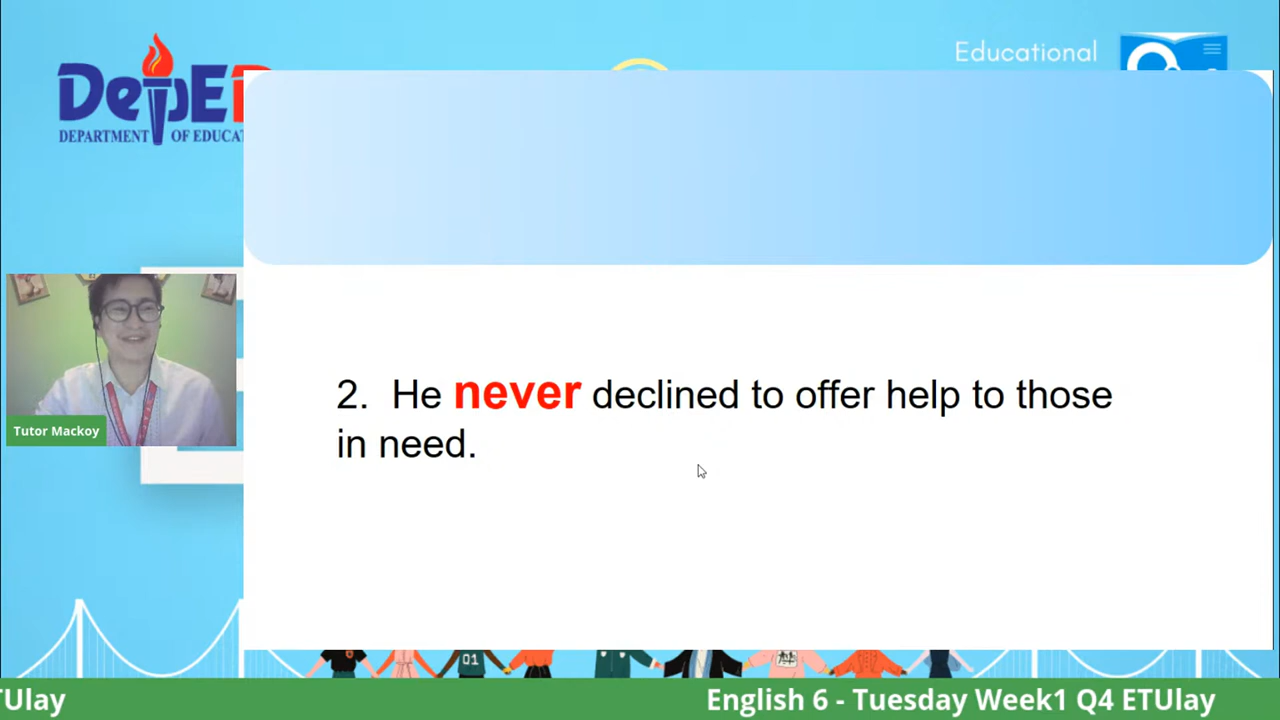 Educational
DepED
DEPARTMENT OF EDUCAT
2. He never declined to offer help to those
in need.
Tutor Mackoy
01
TUlay
English 6 - Tuesday Week1 Q4 ETUlay